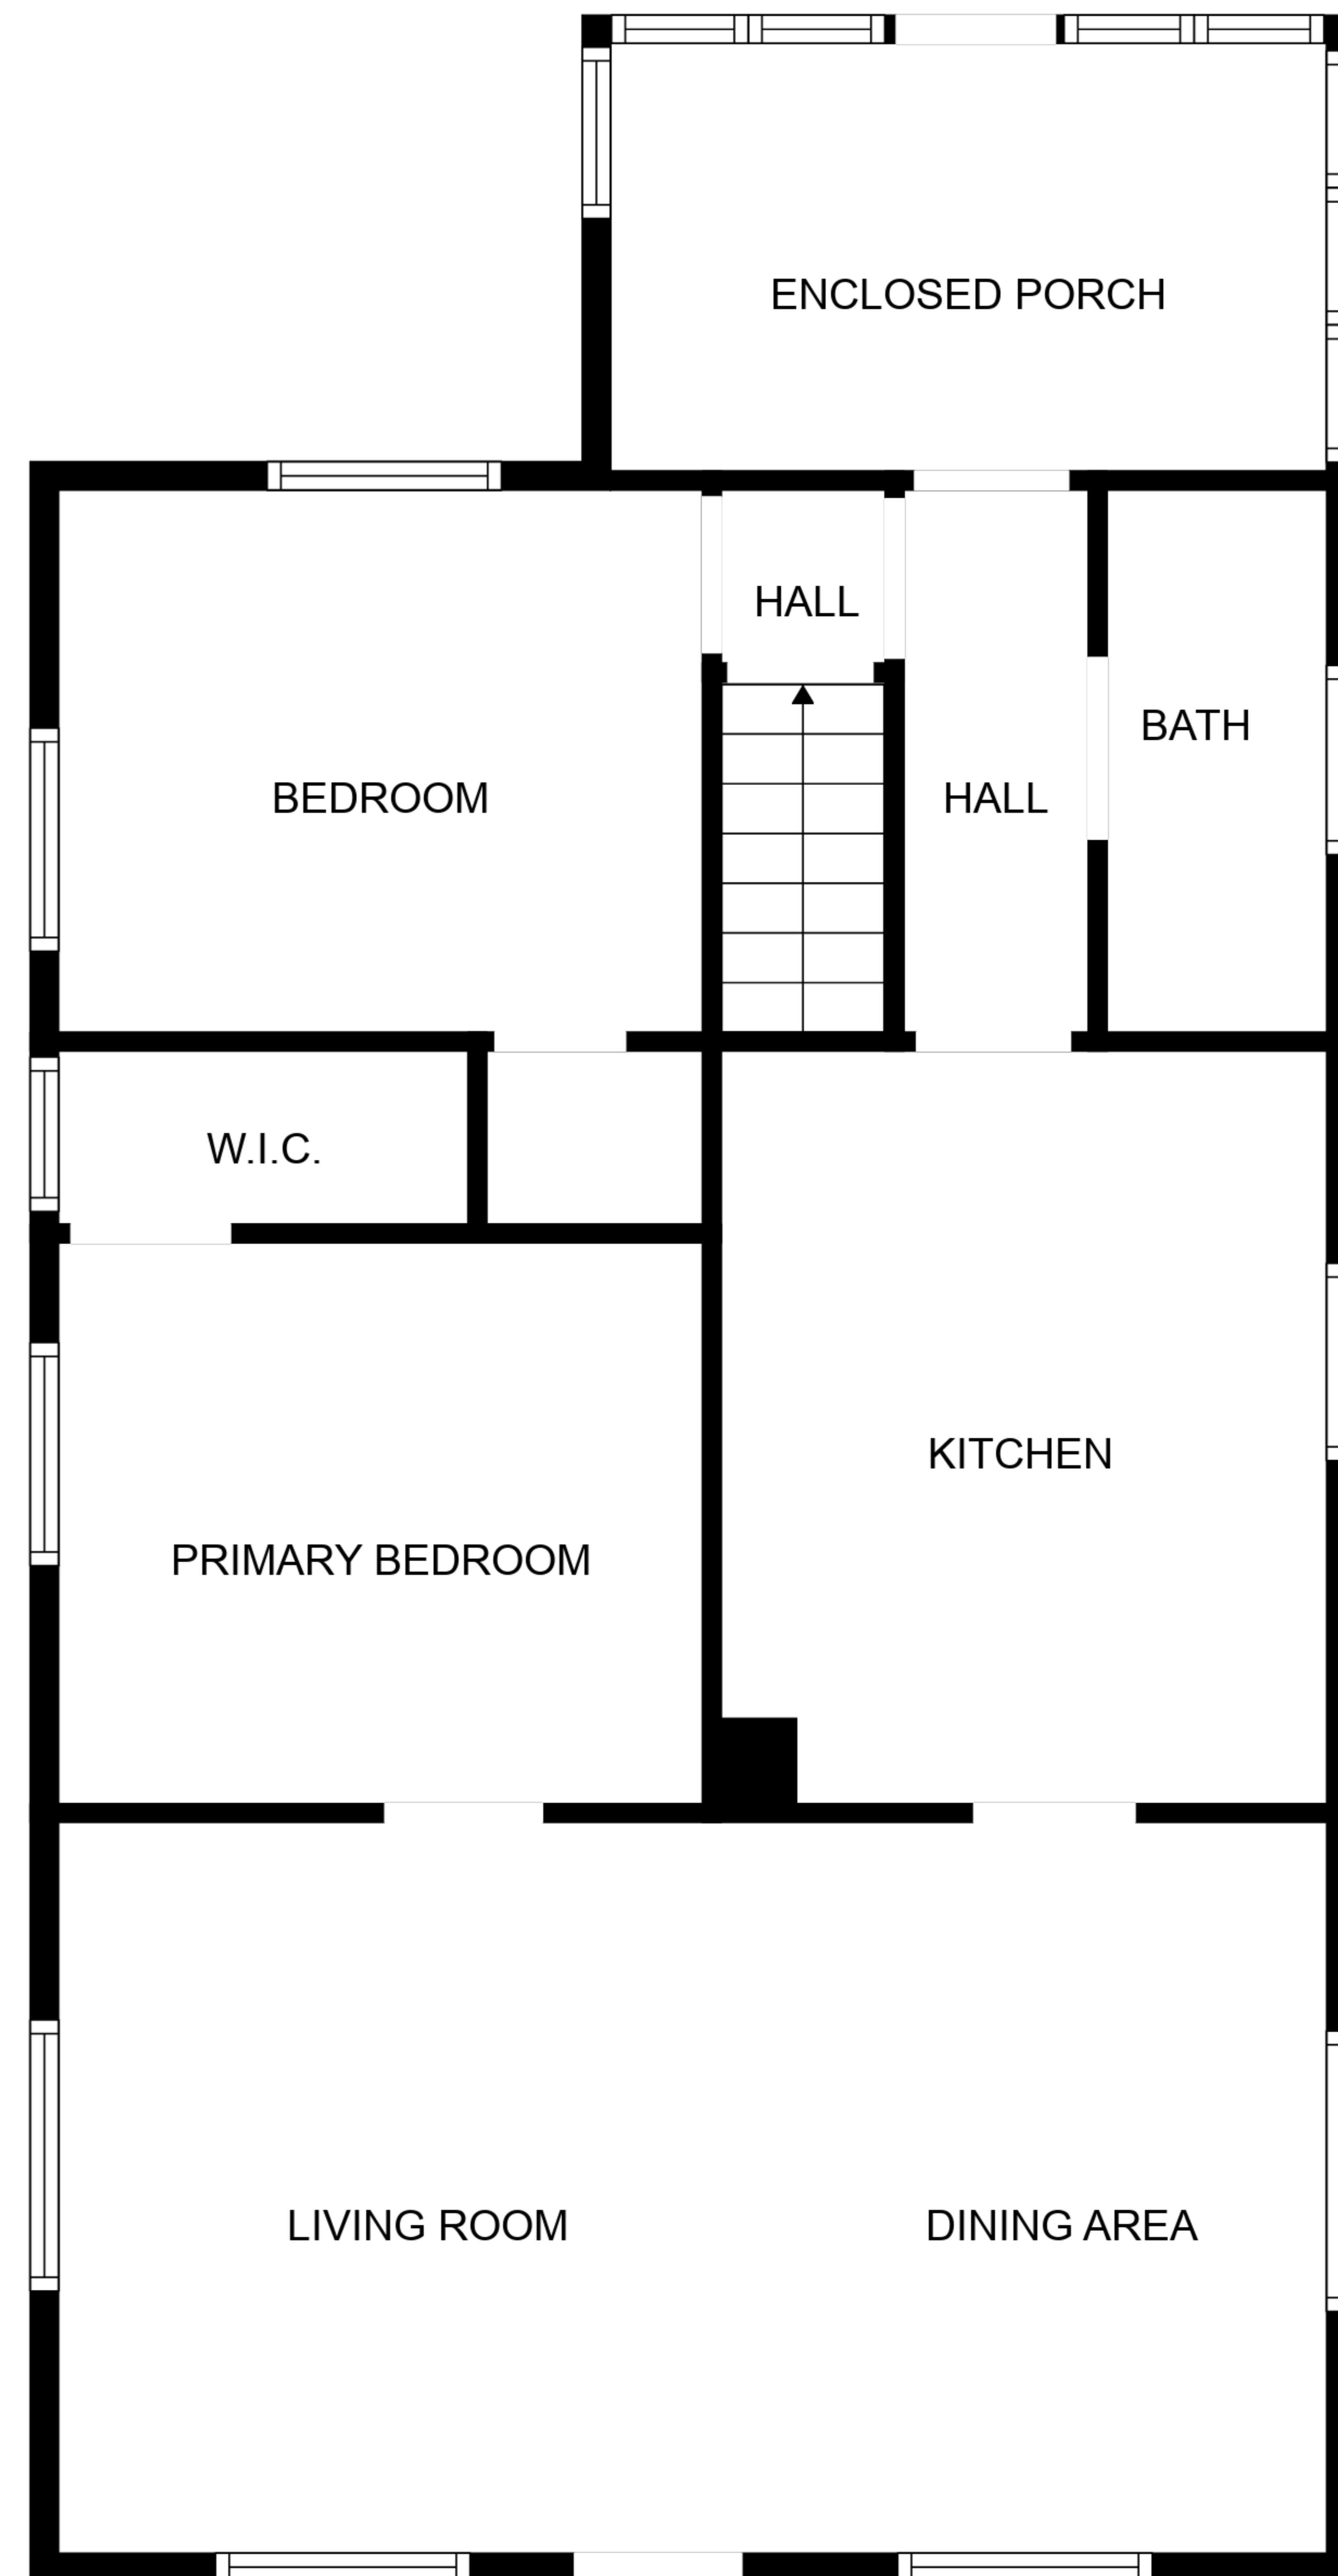 ENCLOSED PORCH
HALL
BATH
BEDROOM
HALL
W.I.C.
KITCHEN
PRIMARY BEDROOM
LIVING ROOM
DINING AREA